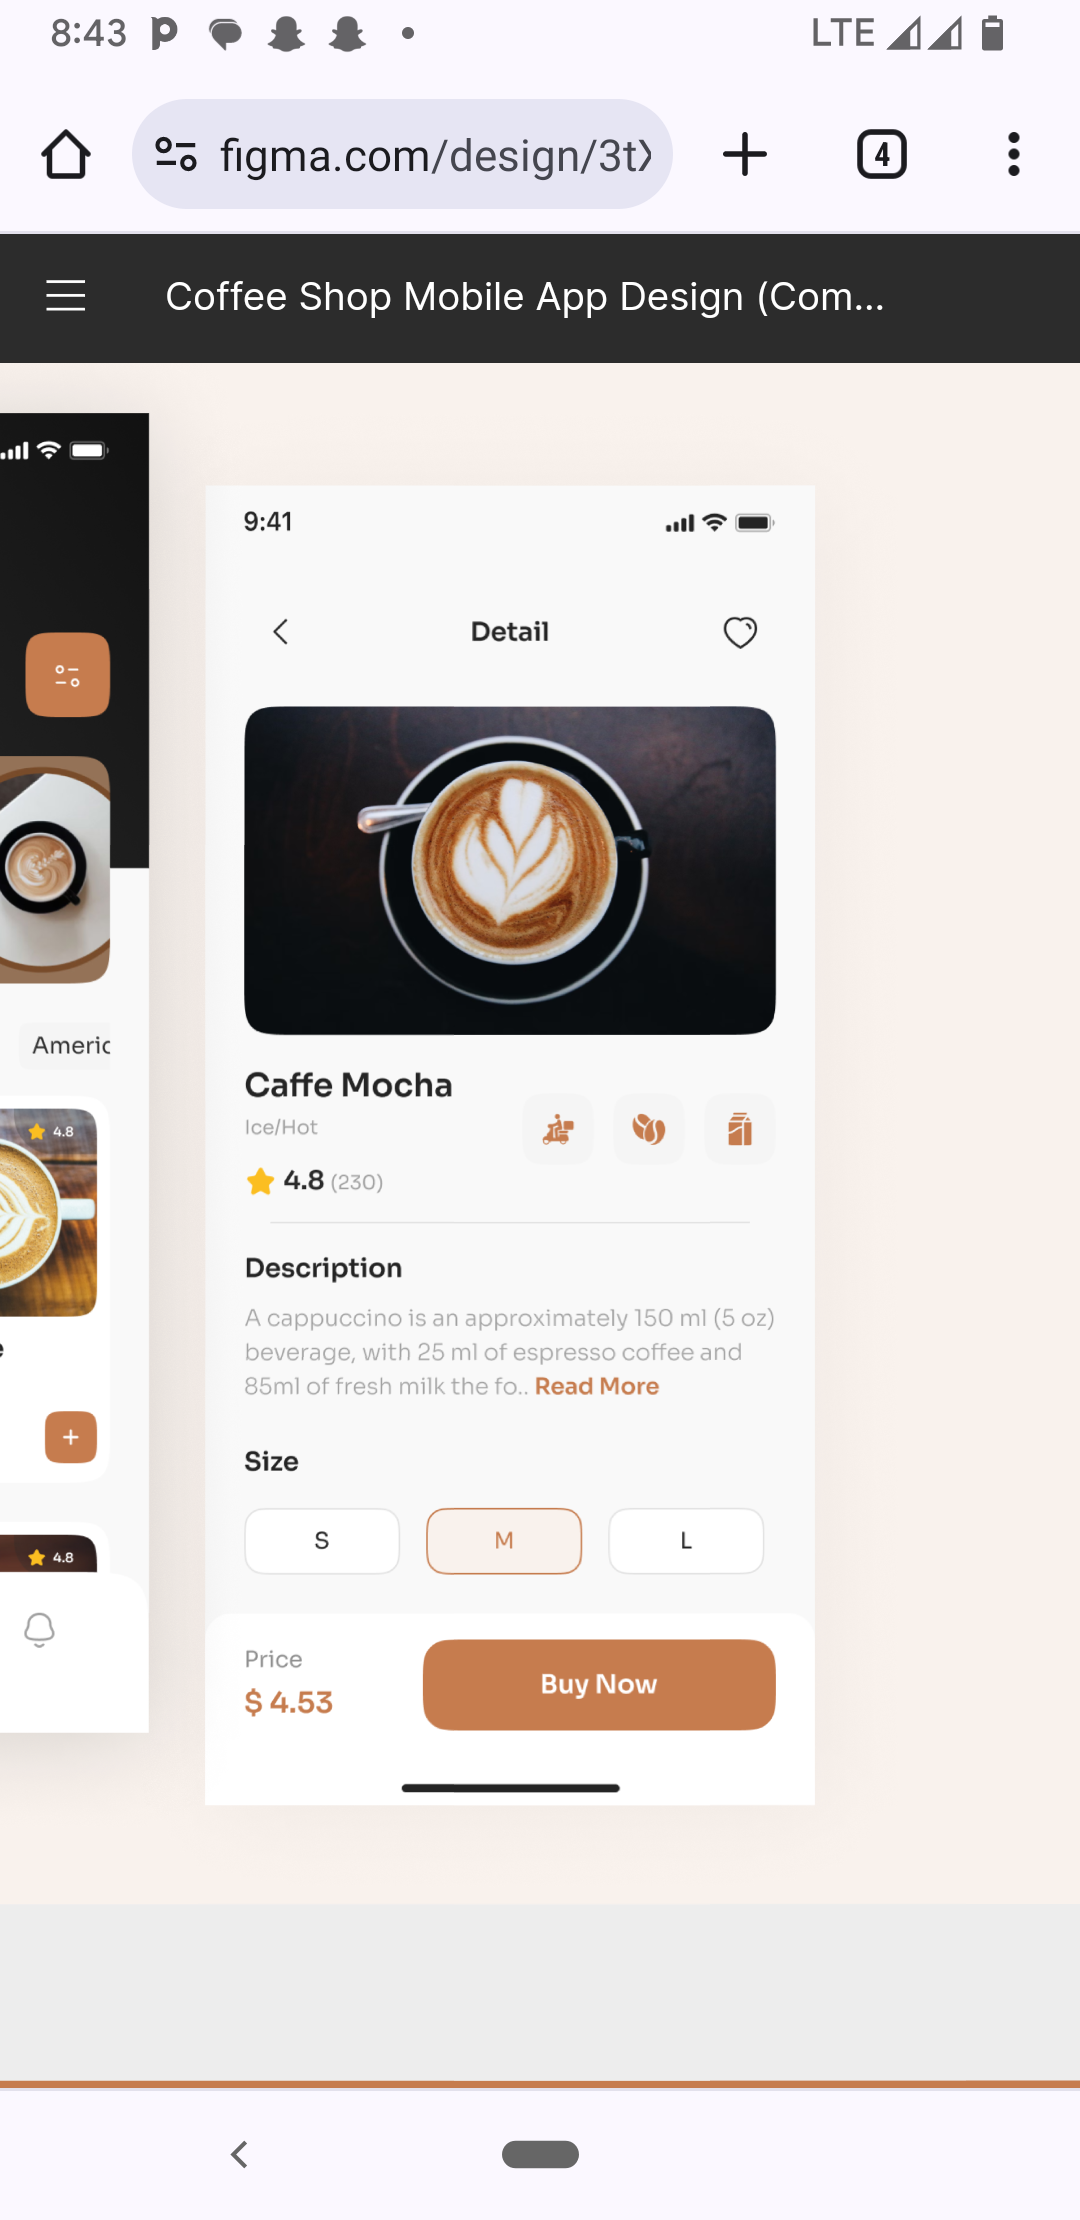 8:43
LTE
figma.com/design/3tX
4
Coffee Shop Mobile App Design (Com...
9:41
Detail
Americ
4.8
4.8
Caffe Mocha
Ice/Hot
4.8 (230)
Description
A cappuccino is an approximately 150 ml (5 oz)
beverage, with 25 ml of espresso coffee and
85ml of fresh milk the fo.. Read More
Size
S M L
Price
$ 4.53
Buy Now